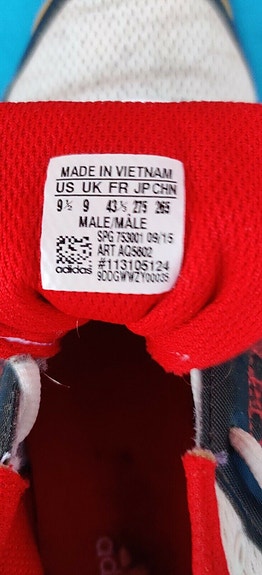 MADE IN VIETNAM
US UK FR JP CHN
9½ 9 43⅓ 275 265
MALE/MÂLE
SPG 753001 09/15
ART AQ5602
#113105124
9DDGWWZY00035
adidas